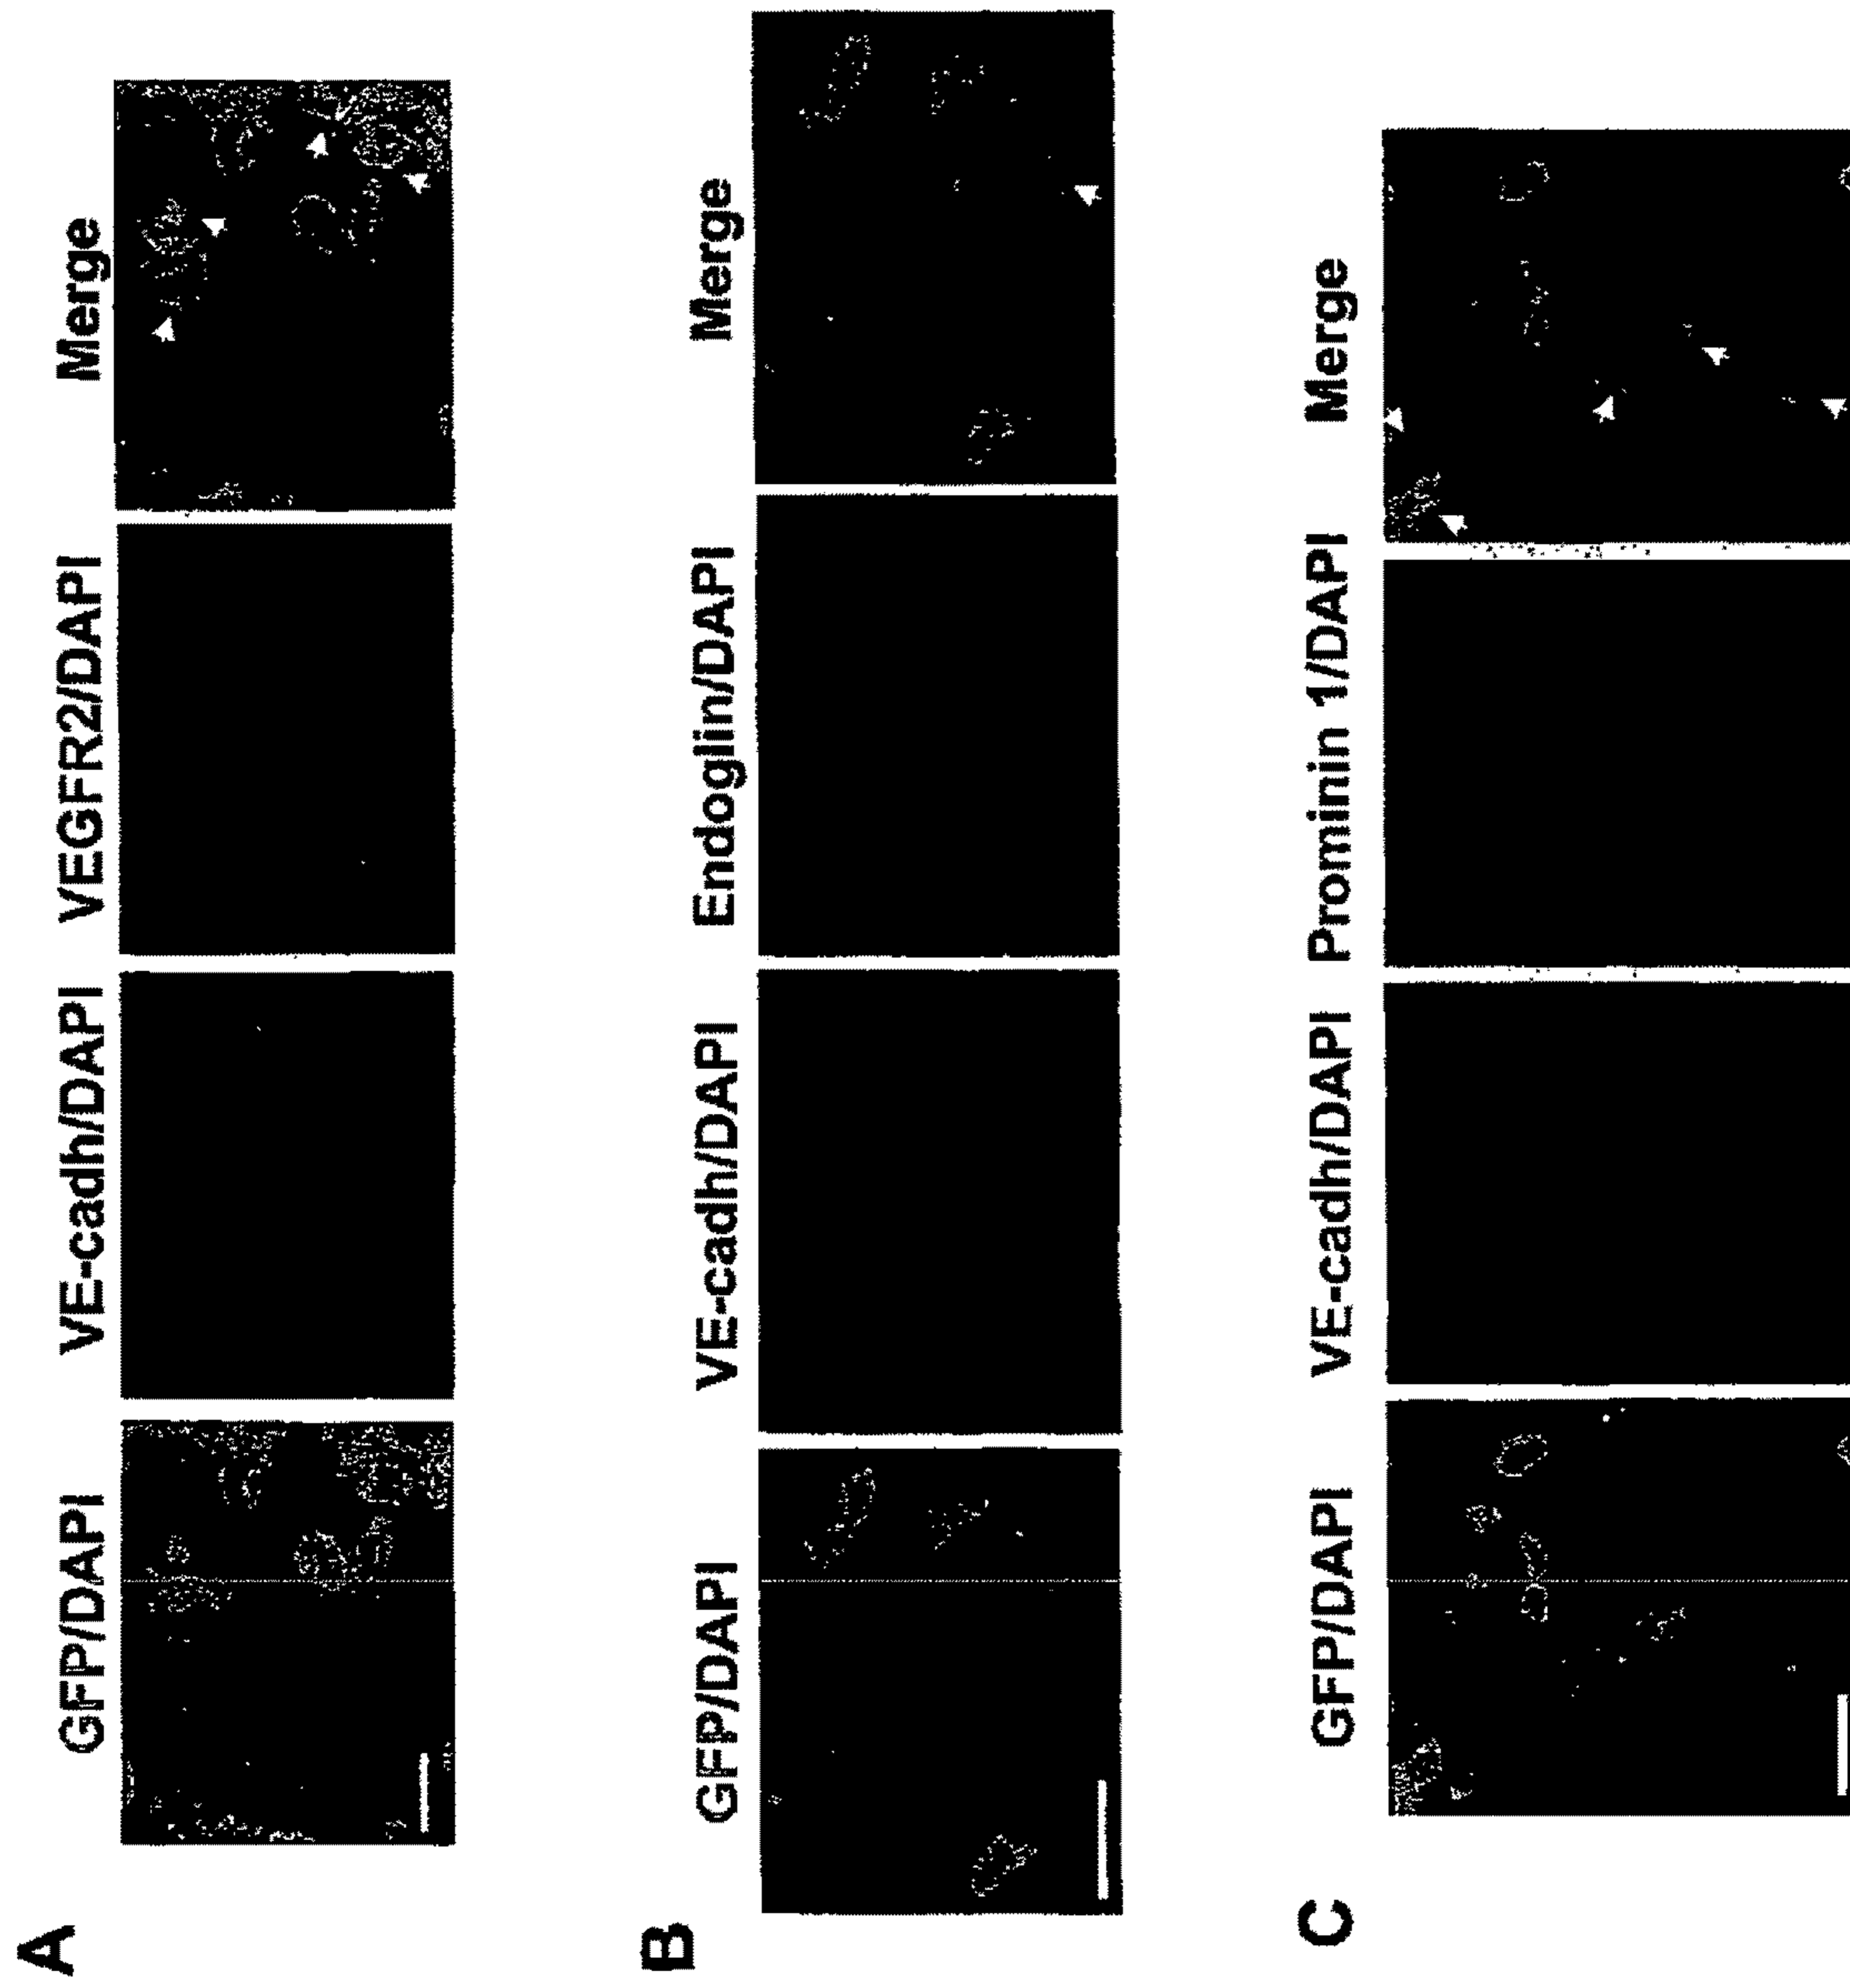 A
GFP/DAPI VE-cadh/DAPI VEGFR2/DAPI Merge
B
GFP/DAPI VE-cadh/DAPI Endoglin/DAPI Merge
C
GFP/DAPI VE-cadh/DAPI Prominin 1/DAPI Merge